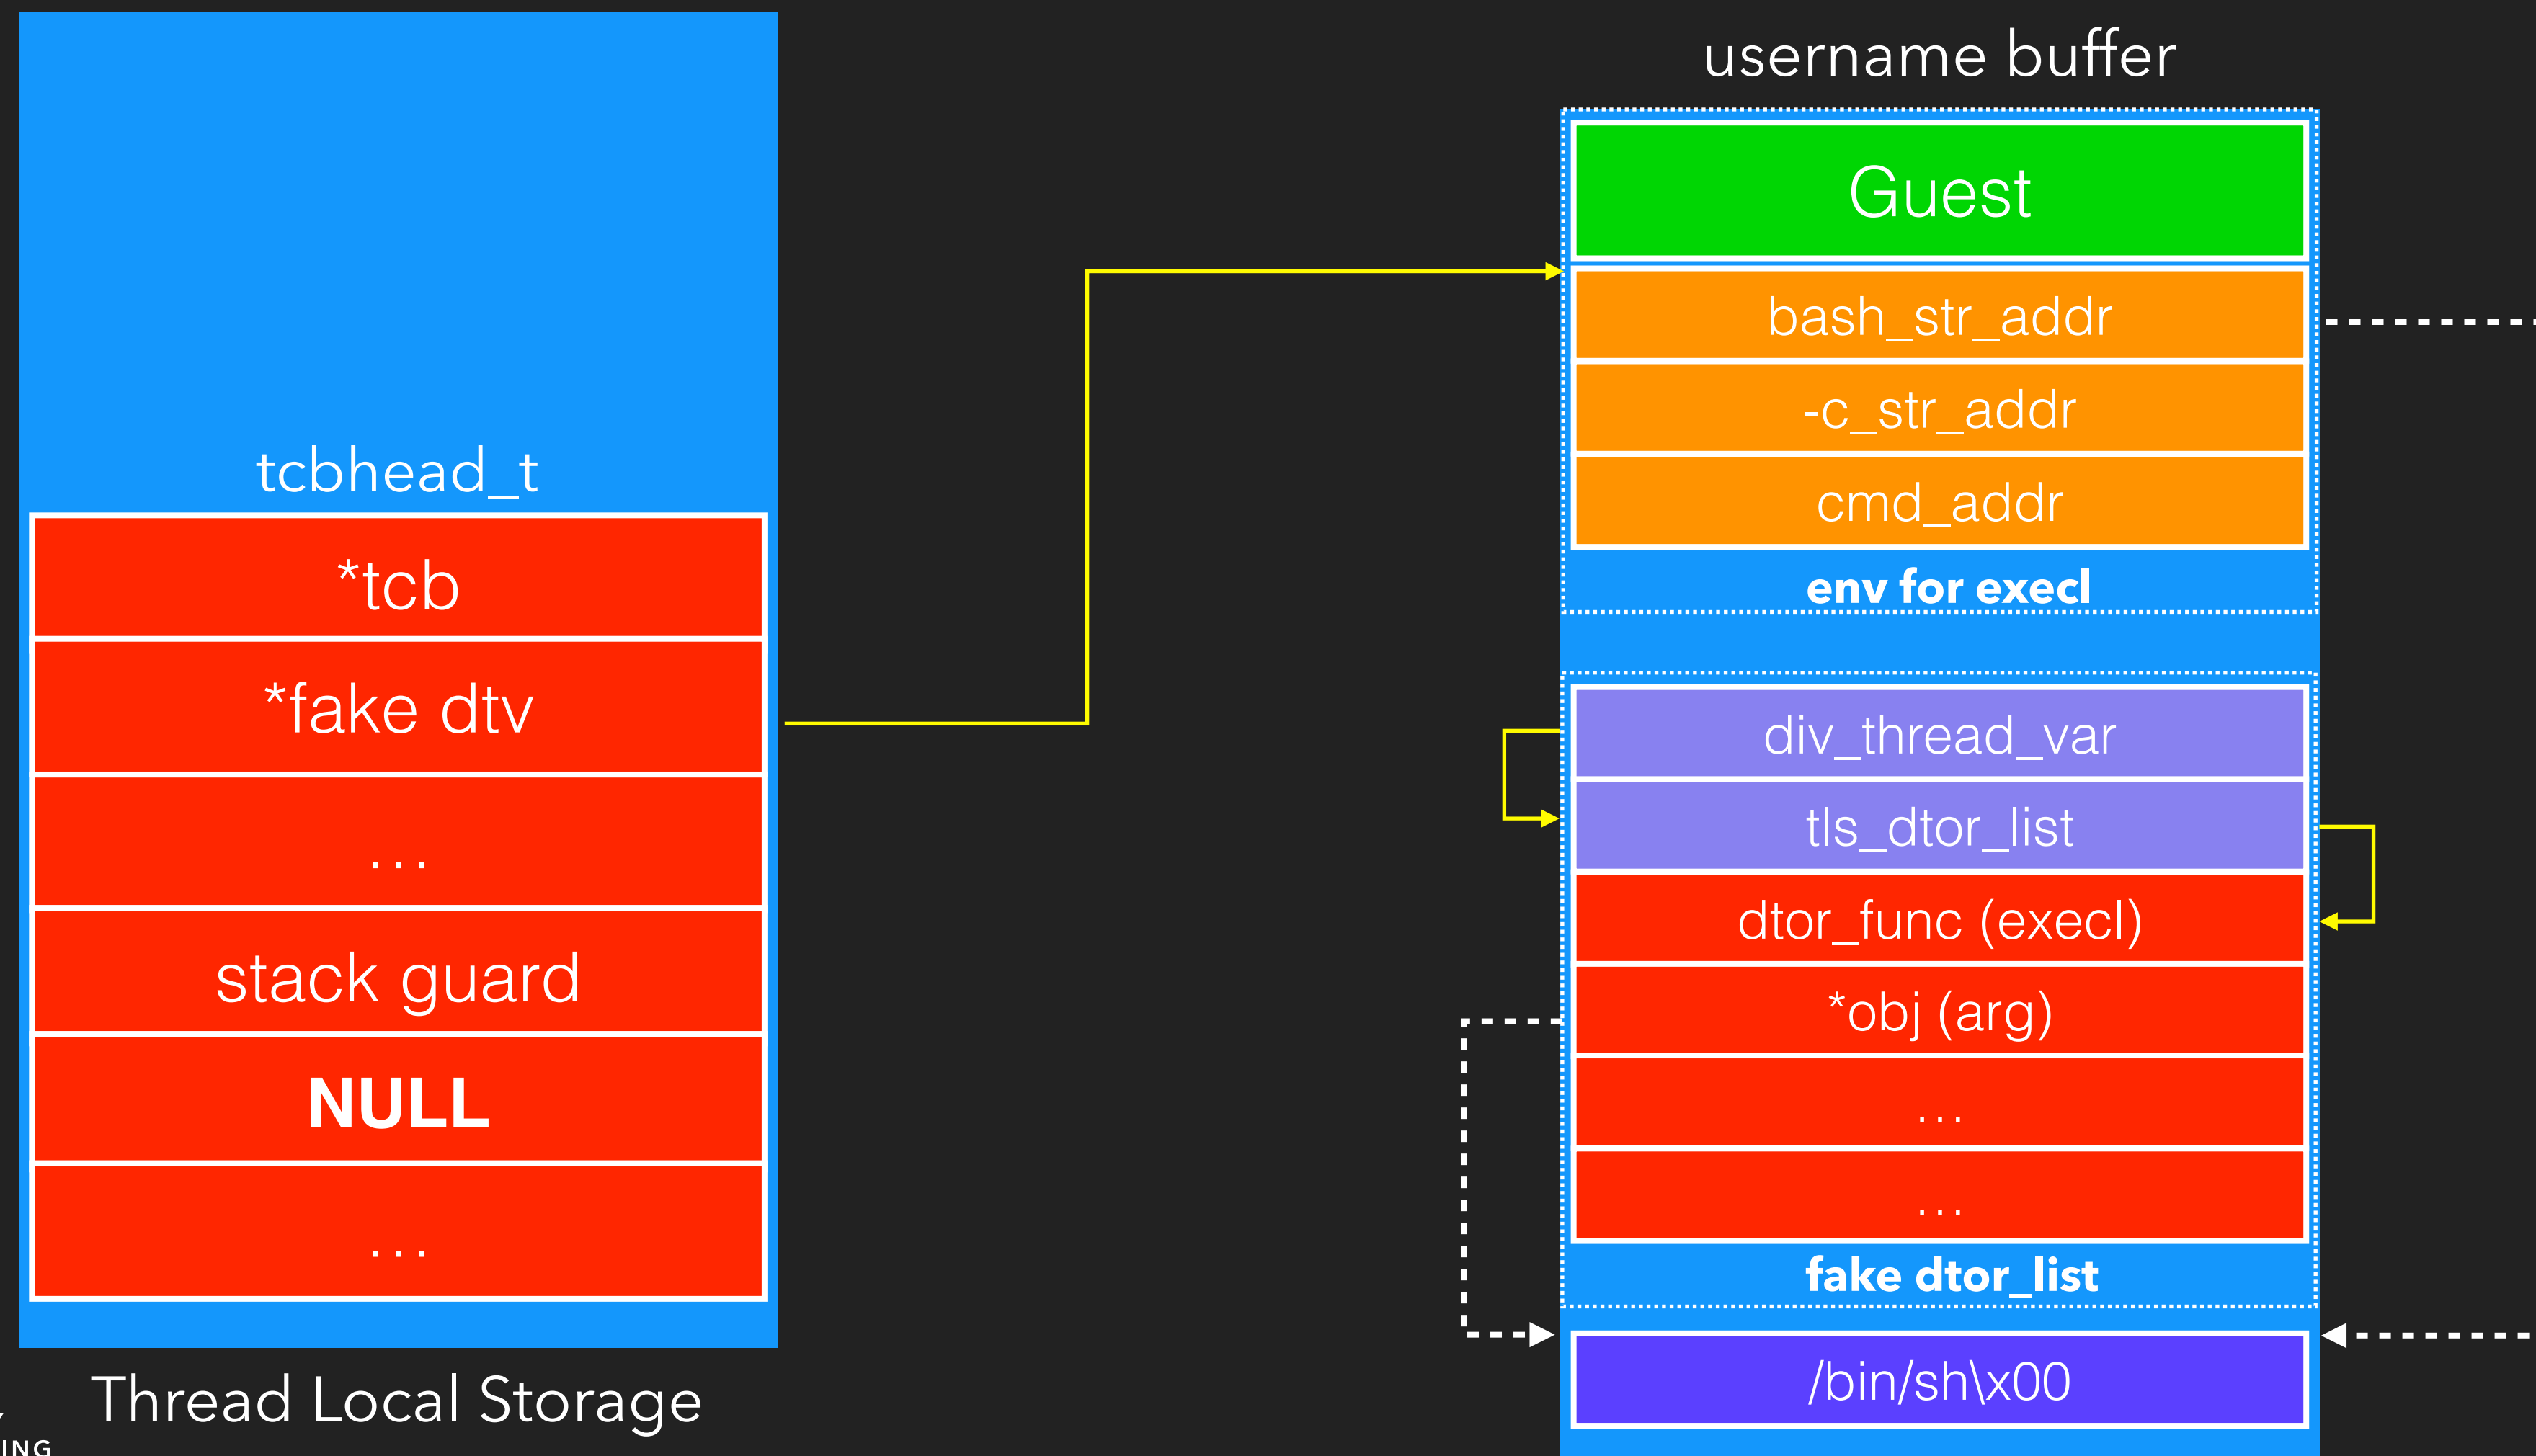 tcbhead_t
*tcb
*fake dtv
...
stack guard
NULL
...
Thread Local Storage
ING
username buffer
Guest
bash_str_addr
-c_str_addr
cmd_addr
env for execl
div_thread_var
tls_dtor_list
dtor_func (execl)
*obj (arg)
...
...
fake dtor_list
/bin/sh\x00